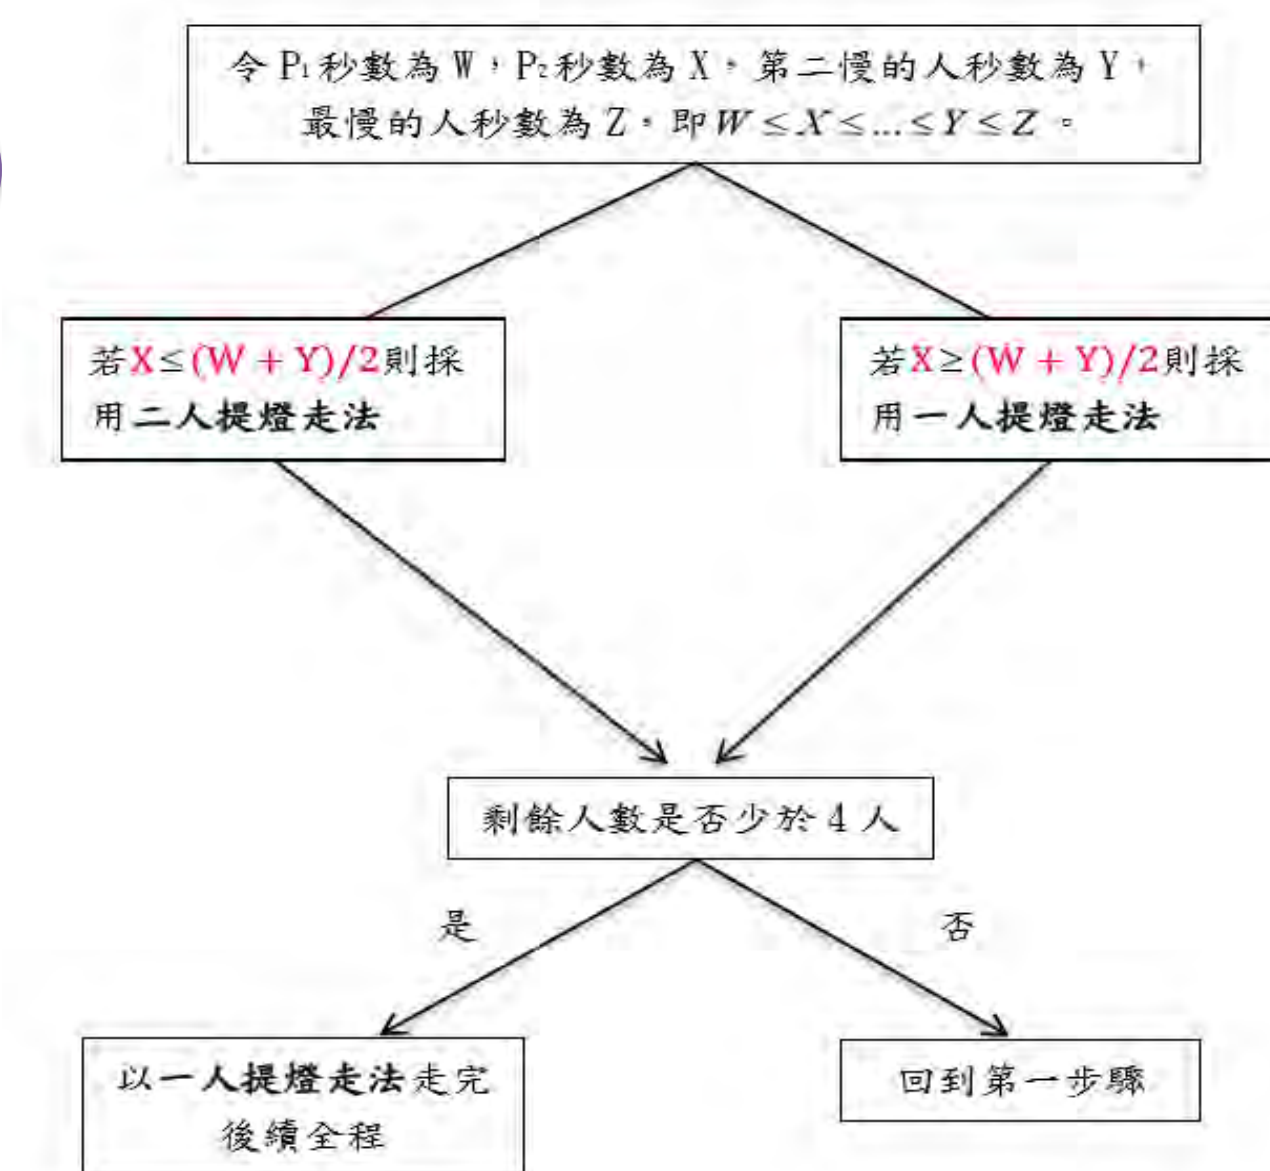 令 P₁ 秒數為 W，P₂ 秒數為 X，第二慢的人秒數為 Y，
最慢的人秒數為 Z，即 W ≤ X ≤ ... ≤ Y ≤ Z 。
若X≤(W + Y)/2則採
用二人提燈走法
若X≥(W + Y)/2則採
用一人提燈走法
剩餘人數是否少於 4 人
是
否
以一人提燈走法走完
後續全程
回到第一步驟